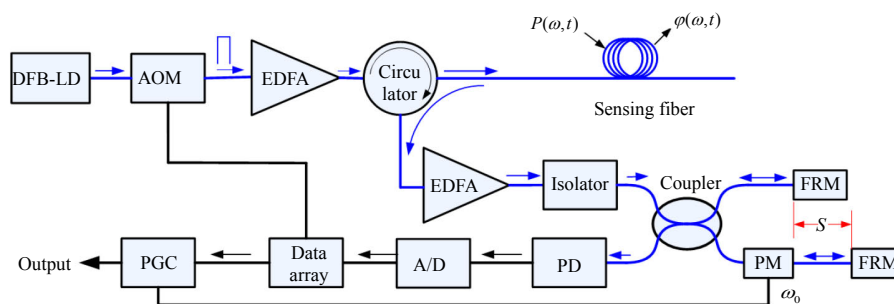 P(ω,t)
φ(ω,t)
DFB-LD
AOM
EDFA
Circu
lator
Sensing fiber
EDFA
Isolator
Coupler
FRM
S
Output
PGC
Data
array
A/D
PD
PM
FRM
ω₀